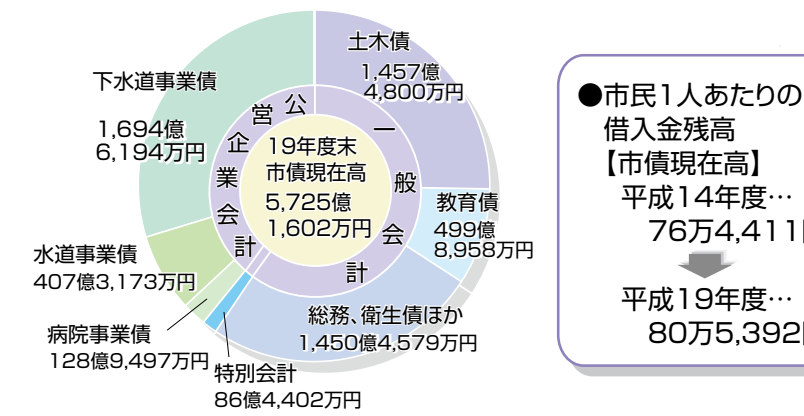 土木債
1,457億
4,800万円
下水道事業債
1,694億
6,194万円
公営企業会計
一般会計
19年度末
市債現在高
5,725億
1,602万円
教育債
499億
8,958万円
水道事業債
407億3,173万円
総務、衛生債ほか
1,450億4,579万円
病院事業債
128億9,497万円
特別会計
86億4,402万円
●市民1人あたりの
借入金残高
【市債現在高】
平成14年度…
76万4,411
平成19年度…
80万5,392